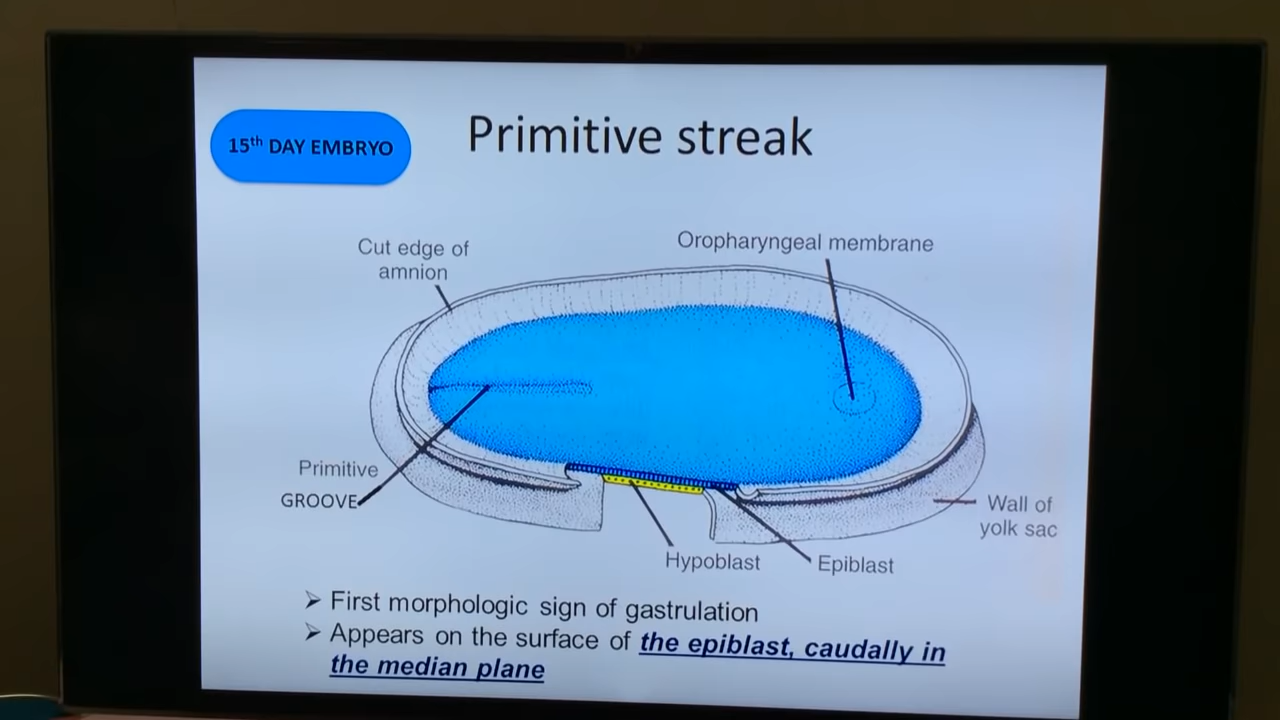 15th DAY EMBRYO
Primitive streak
Cut edge of
amnion
Oropharyngeal membrane
Primitive
GROOVE
Wall of
yolk sac
Hypoblast
Epiblast
➢ First morphologic sign of gastrulation
➢ Appears on the surface of the epiblast, caudally in
the median plane